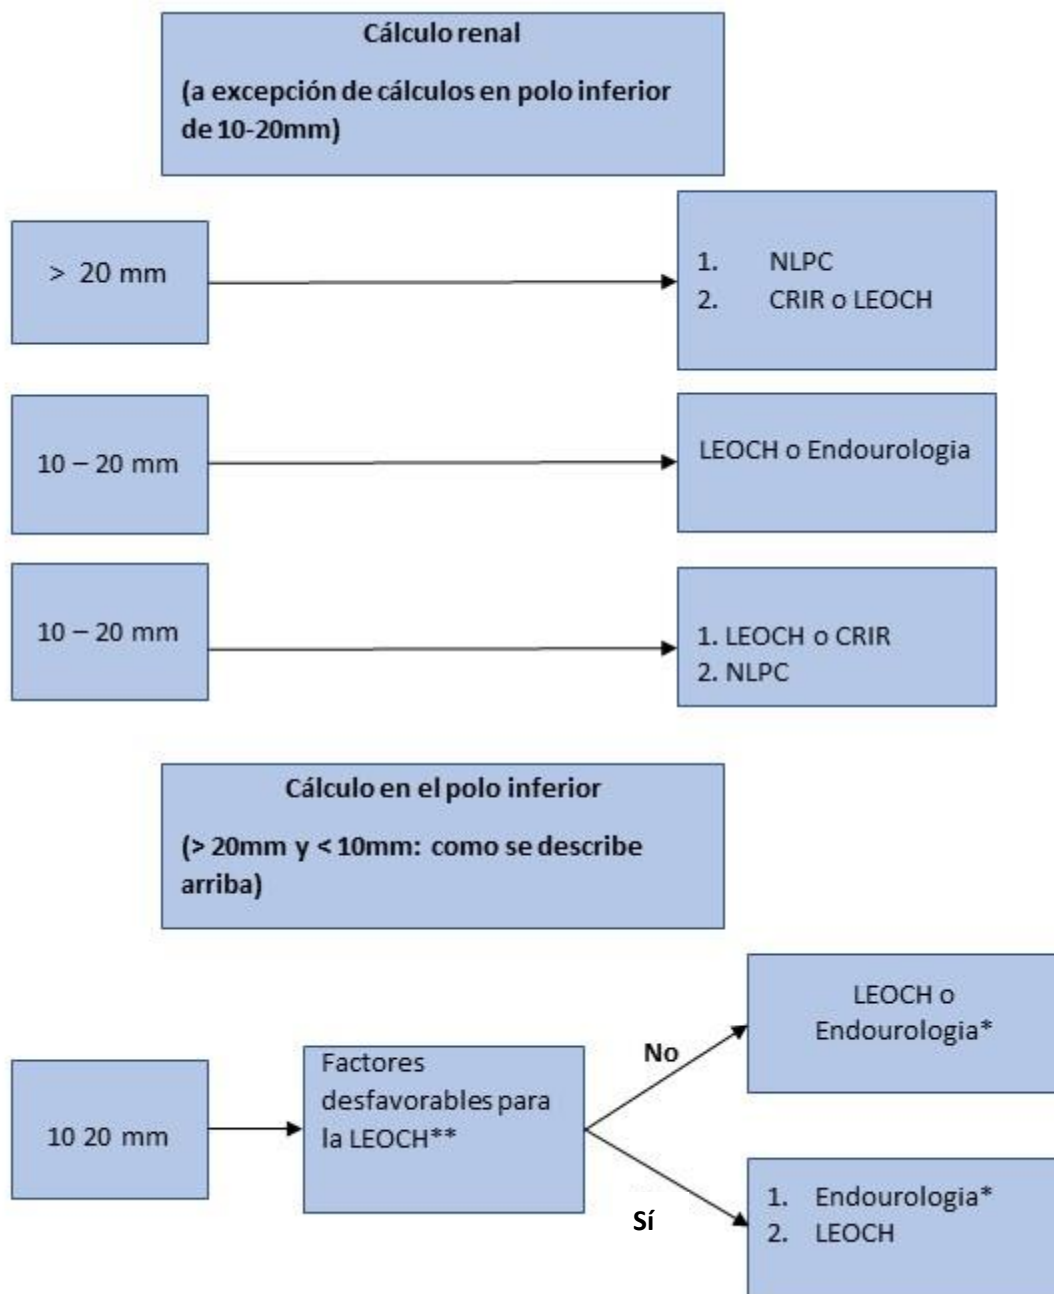 Cálculo renal
(a excepción de cálculos en polo inferior
de 10-20mm)
> 20 mm
1. NLPC
2. CRIR o LEOCH
10 – 20 mm
LEOCH o Endourologia
10 – 20 mm
1. LEOCH o CRIR
2. NLPC
Cálculo en el polo inferior
(> 20mm y < 10mm: como se describe
arriba)
10 20 mm
Factores
desfavorables para
la LEOCH**
No
LEOCH o
Endourologia*
Sí
1. Endourologia*
2. LEOCH